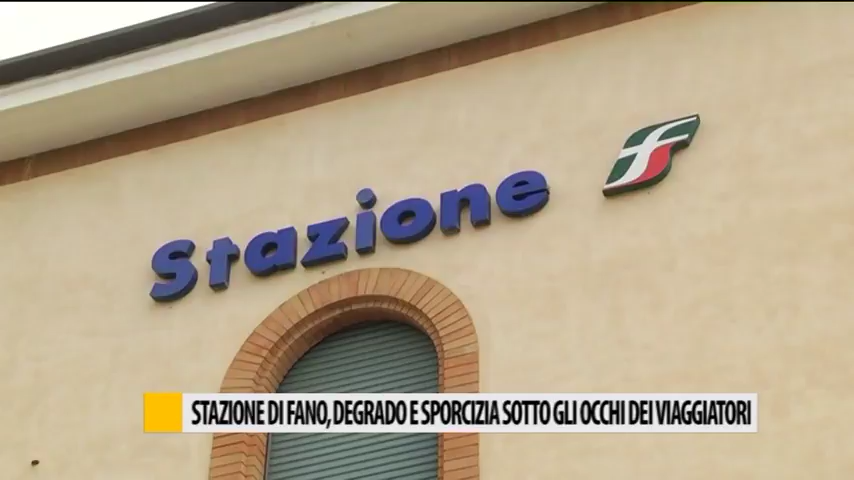 Stazione
STAZIONE DI FANO, DEGRADO E SPORCIZIA SOTTO GLI OCCHI DEI VIAGGIATORI